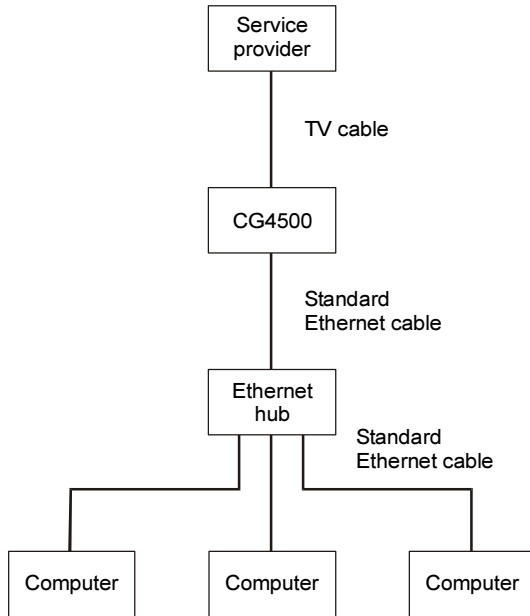 Service
provider
TV cable
CG4500
Standard
Ethernet cable
Ethernet
hub
Standard
Ethernet cable
Computer
Computer
Computer